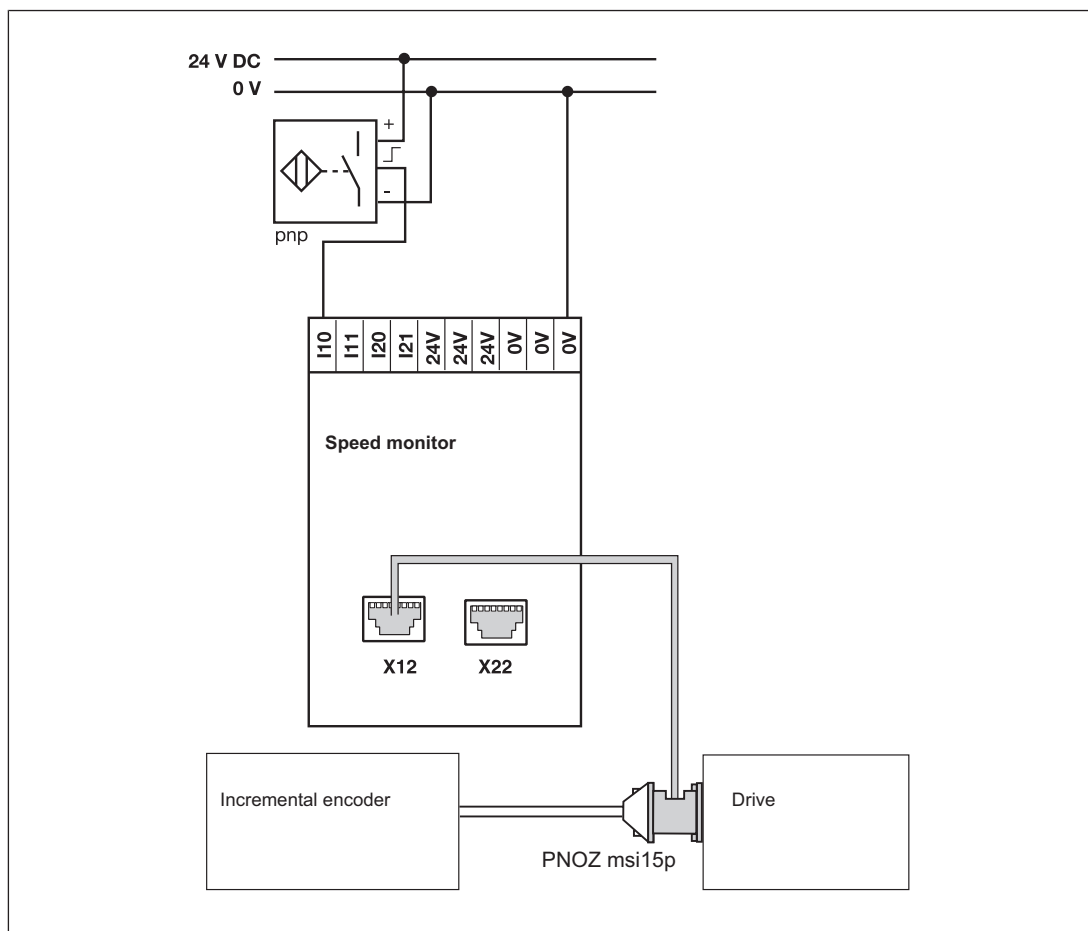 24 V DC
0 V
+
-
pnp
I10 I11 I20 I21 24V 24V 24V 0V 0V 0V
Speed monitor
X12 X22
Incremental encoder
Drive
PNOZ msi15p